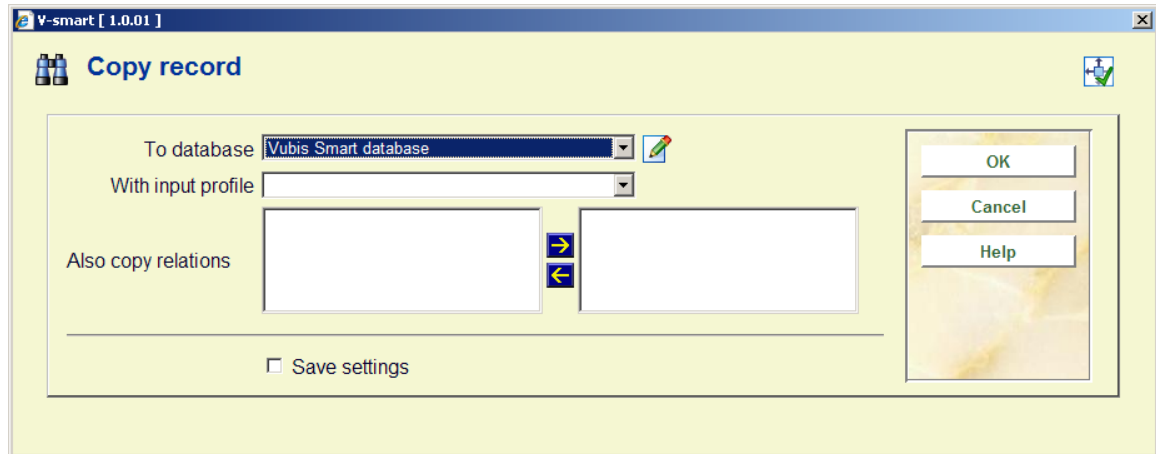 V-smart [ 1.0.01 ]
Copy record
To database Vubis Smart database
With input profile
Also copy relations
Save settings
OK
Cancel
Help